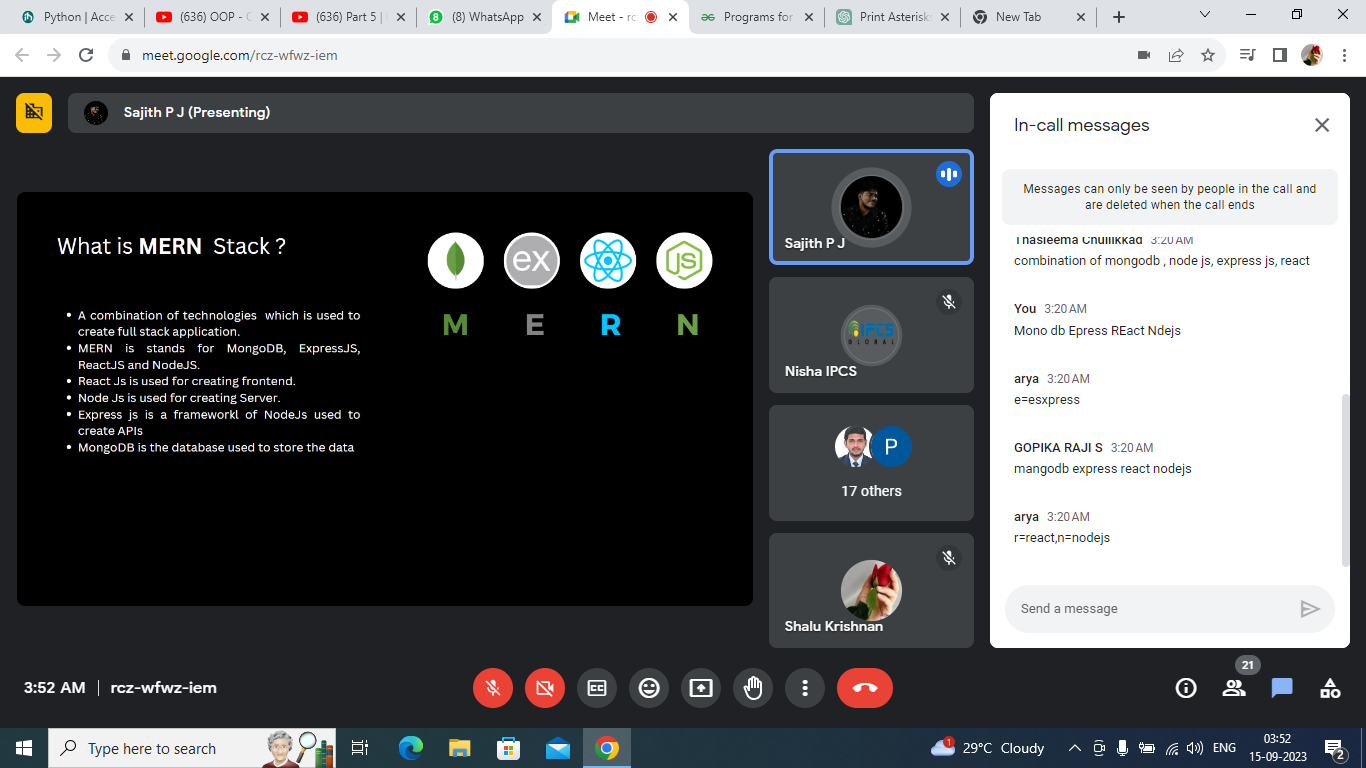 Python | Acce
(636) OOP - C
(636) Part 5 |
(8) WhatsApp
Meet - rc
Programs for
Print Asterisk
New Tab
meet.google.com/rcz-wfwz-iem
Sajith P J (Presenting)
What is MERN Stack ?
ex
JS
M E R N
• A combination of technologies which is used to
create full stack application.
• MERN is stands for MongoDB, ExpressJS,
ReactJS and NodeJS.
• React Js is used for creating frontend.
• Node Js is used for creating Server.
• Express js is a frameworkl of NodeJs used to
create APIs
• MongoDB is the database used to store the data
Sajith P J
IPCS
GLOBAL
Nisha IPCS
P
17 others
Shalu Krishnan
In-call messages
Messages can only be seen by people in the call and
are deleted when the call ends
Thasleema Chullikkad 3:20 AM
combination of mongodb , node js, express js, react
You 3:20 AM
Mono db Epress REact Ndejs
arya 3:20 AM
e=esxpress
GOPIKA RAJI S 3:20 AM
mangodb express react nodejs
arya 3:20 AM
r=react,n=nodejs
Send a message
3:52 AM | rcz-wfwz-iem
21
Type here to search
1
29°C Cloudy
ENG
03:52
15-09-2023
2